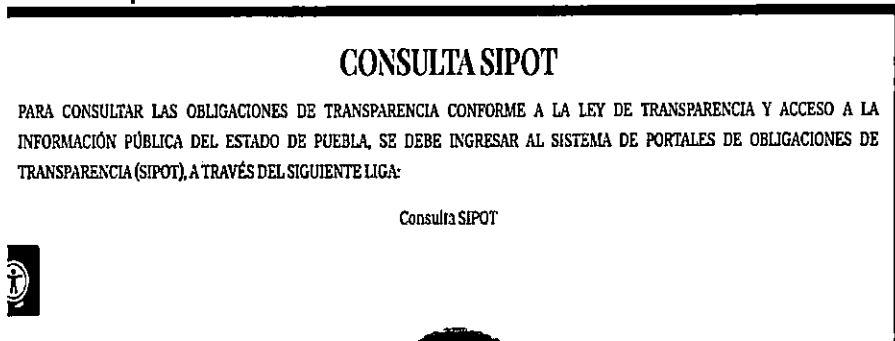 CONSULTA SIPOT
PARA CONSULTAR LAS OBLIGACIONES DE TRANSPARENCIA CONFORME A LA LEY DE TRANSPARENCIA Y ACCESO A LA
INFORMACIÓN PÚBLICA DEL ESTADO DE PUEBLA, SE DEBE INGRESAR AL SISTEMA DE PORTALES DE OBLIGACIONES DE
TRANSPARENCIA (SIPOT), A TRAVÉS DEL SIGUIENTE LIGA:
Consulta SIPOT